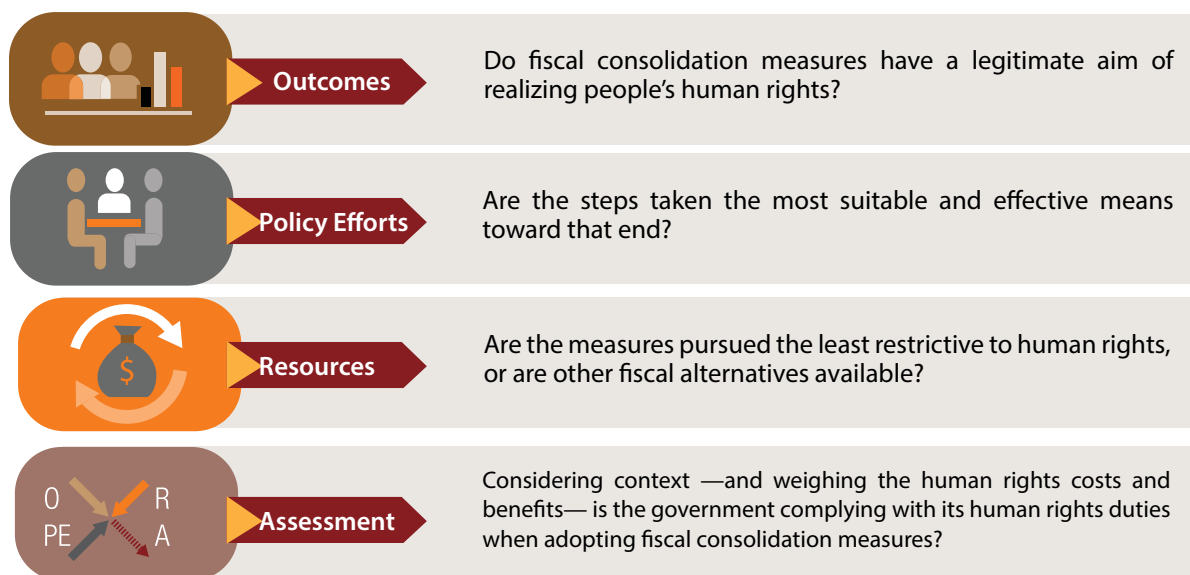 Outcomes
Do fiscal consolidation measures have a legitimate aim of
realizing people's human rights?
Policy Efforts
Are the steps taken the most suitable and effective means
toward that end?
$
Resources
Are the measures pursued the least restrictive to human rights,
or are other fiscal alternatives available?
O R
PE A
Assessment
Considering context —and weighing the human rights costs and
benefits— is the government complying with its human rights duties
when adopting fiscal consolidation measures?